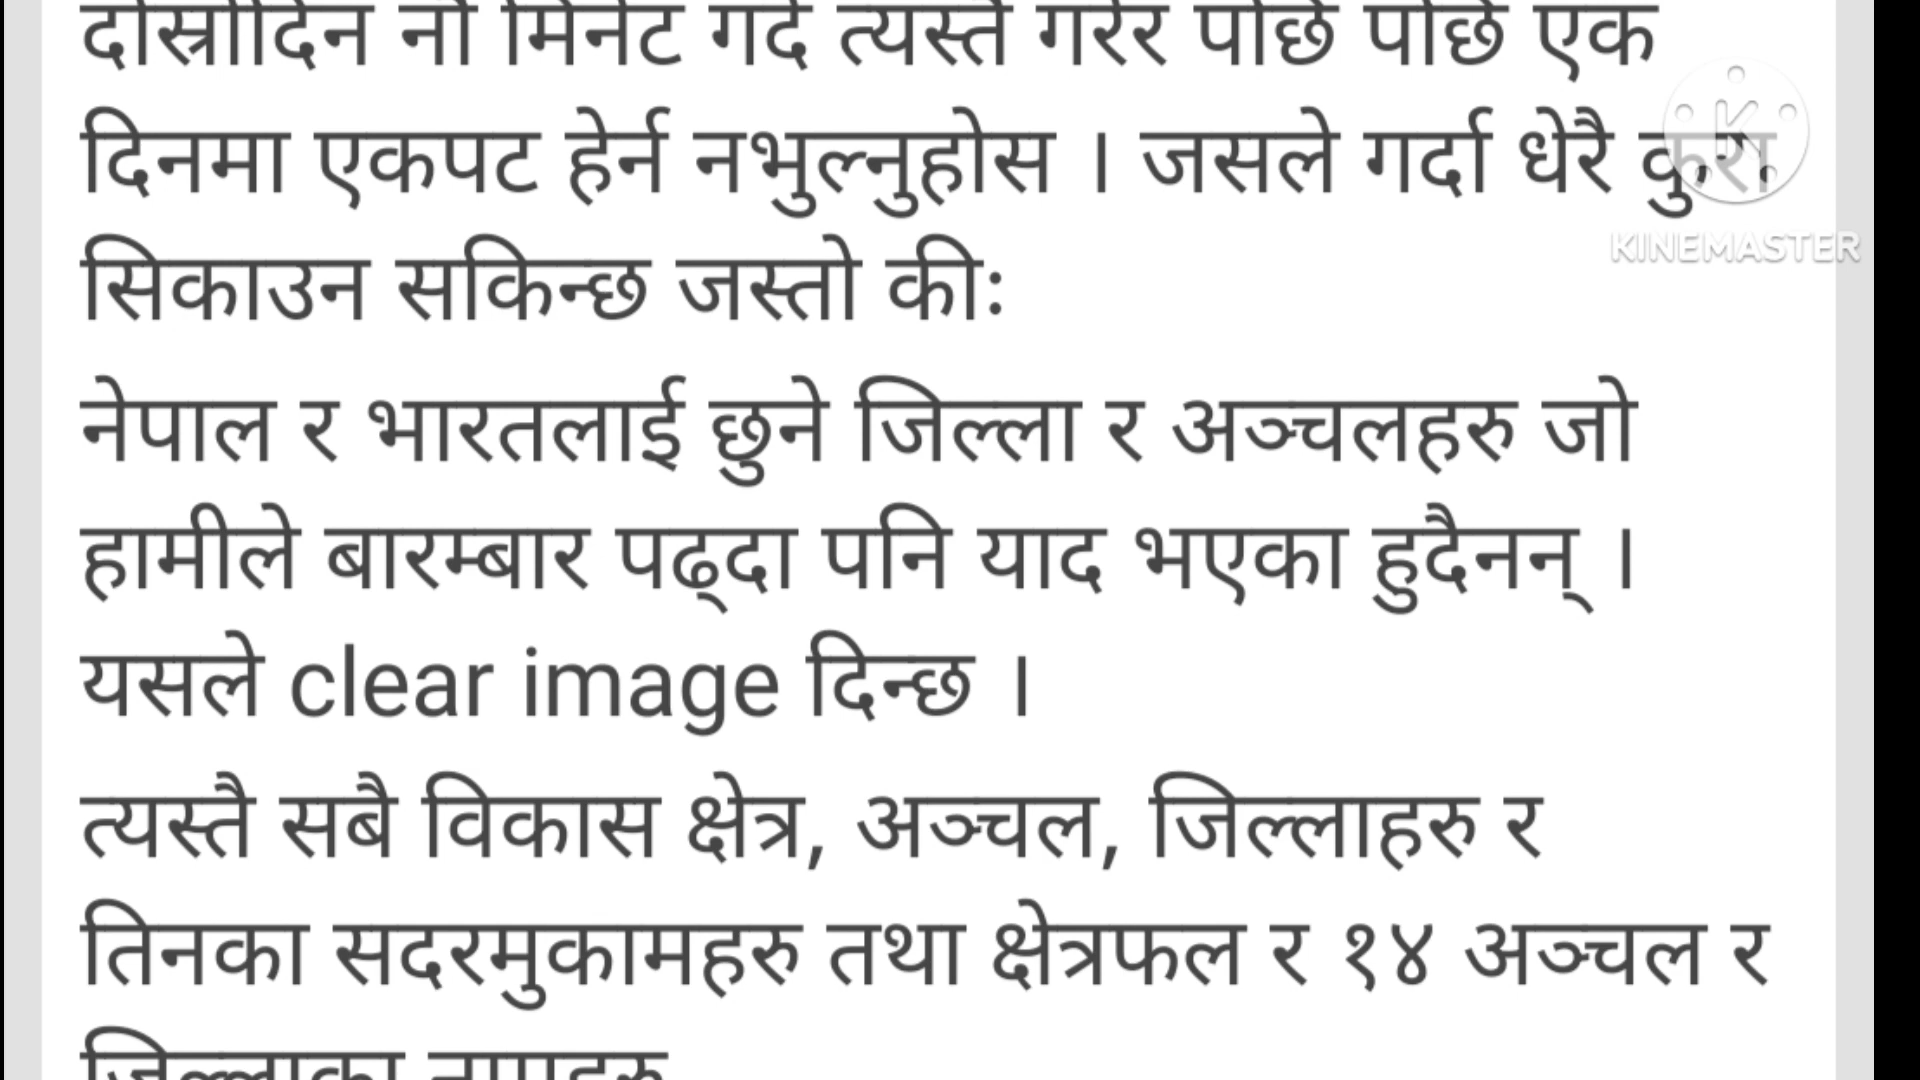 दोस्रोदिन नौ मिनेट गर्दै त्यस्तै गरेर पछि पछि एक
दिनमा एकपट हेर्न नभुल्नुहोस । जसले गर्दा धेरै कुरा
KINEMASTER
सिकाउन सकिन्छ जस्तो कीः
नेपाल र भारतलाई छुने जिल्ला र अञ्चलहरु जो
हामीले बारम्बार पढ्दा पनि याद भएका हुदैनन् ।
यसले clear image दिन्छ ।
त्यस्तै सबै विकास क्षेत्र, अञ्चल, जिल्लाहरु र
तिनका सदरमुकामहरु तथा क्षेत्रफल र १४ अञ्चल र
जिल्लाका नामहरु